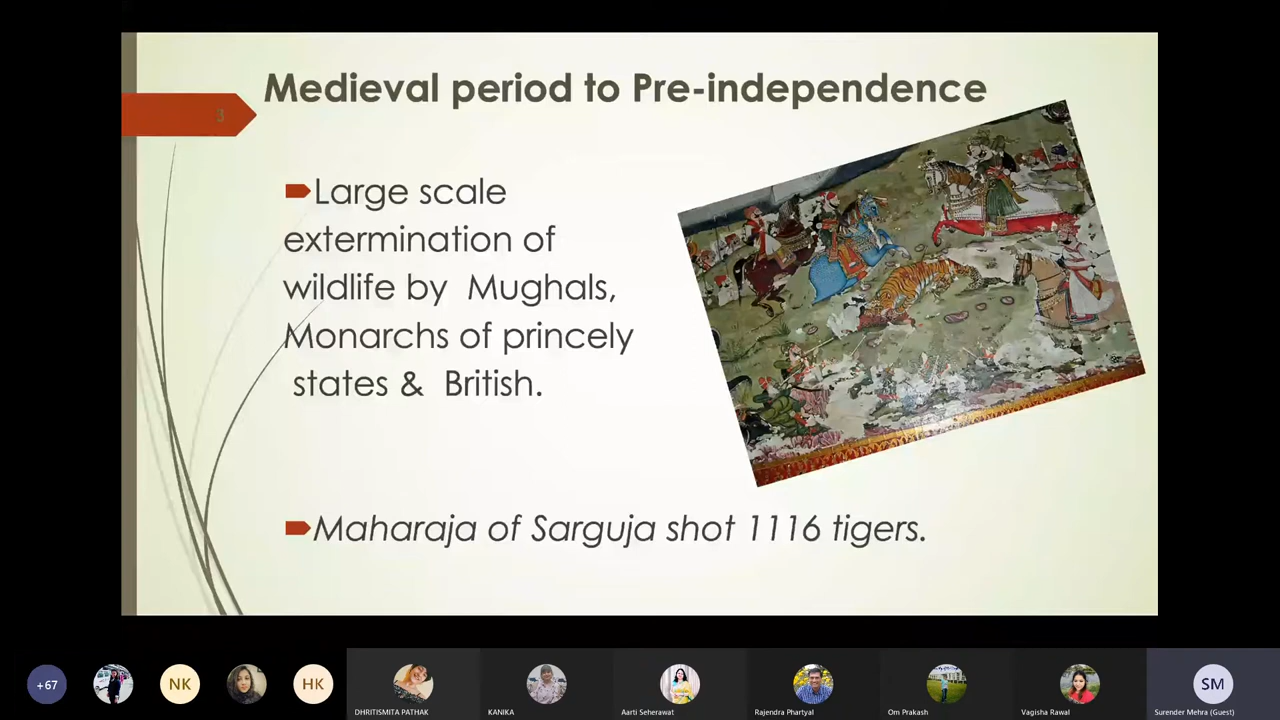 Medieval period to Pre-independence
3
Large scale
extermination of
wildlife by Mughals,
Monarchs of princely
states & British.
Maharaja of Sarguja shot 1116 tigers.
+67
NK
HK
DHRITISMITA PATHAK
KANIKA
Aarti Seherawat
Rajendra Phartyal
Om Prakash
Vagisha Rawal
SM
Surender Mehra (Guest)